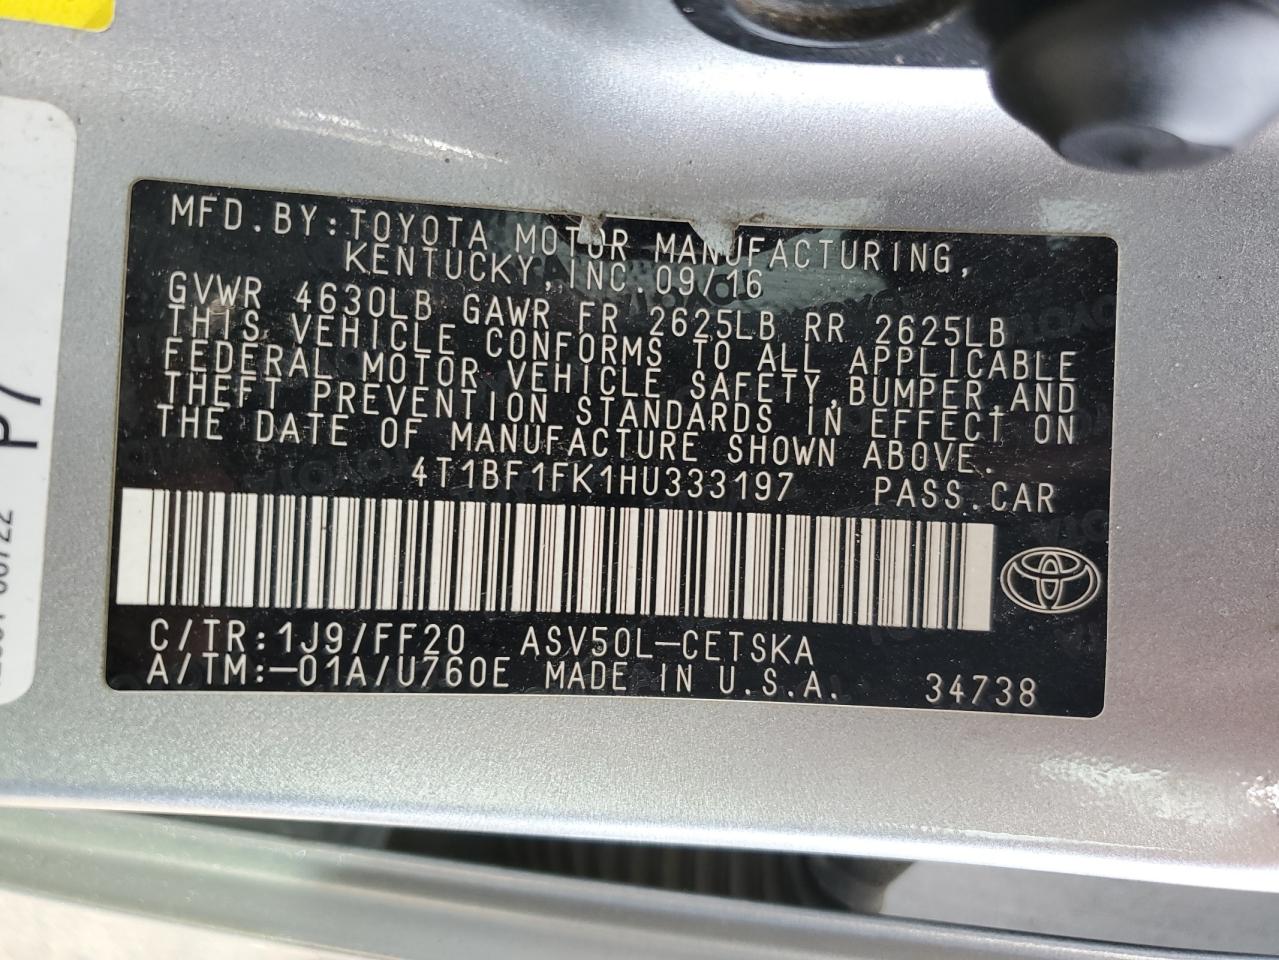 MFD.BY:TOYOTA MOTOR MANUFACTURING,
KENTUCKY,INC.09/16
GVWR 4630LB GAWR FR 2625LB RR 2625LB
THIS VEHICLE CONFORMS TO ALL APPLICABLE
FEDERAL MOTOR VEHICLE SAFETY,BUMPER,AND
THEFT PREVENTION STANDARDS IN EFFECT ON
THE DATE OF MANUFACTURE SHOWN ABOVE.
4T1BF1FK1HU333197 PASS.CAR
C/TR:1J9/FF20 ASV50L-CETSKA
A/TM:-01A/U760E MADE IN U.S.A. 34738
P7